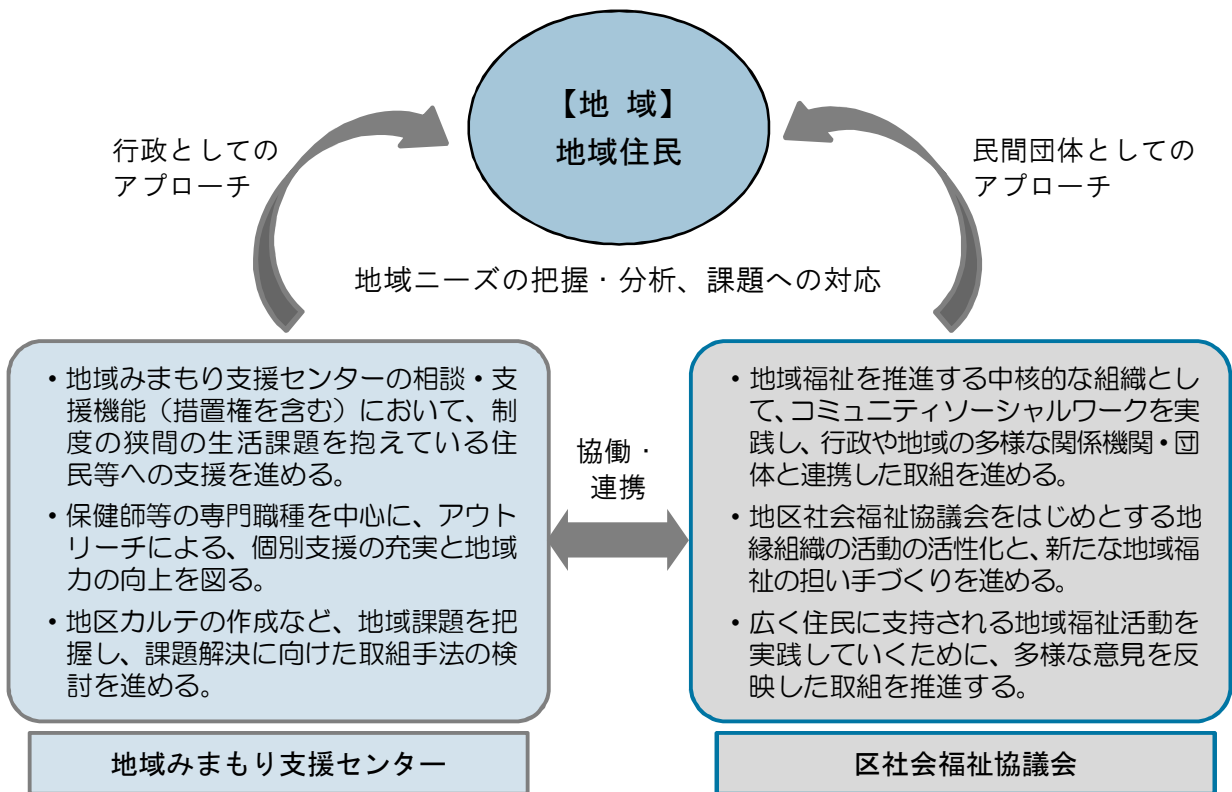 【地 域】
地域住民
行政としての
アプローチ
民間団体としての
アプローチ
地域ニーズの把握・分析、課題への対応
・地域みまもり支援センターの相談・支
援機能（措置権を含む）において、制
度の狭間の生活課題を抱えている住
民等への支援を進める。
・保健師等の専門職種を中心に、アウト
リーチによる、個別支援の充実と地域
力の向上を図る。
・地区カルテの作成など、地域課題を把
握し、課題解決に向けた取組手法の検
討を進める。
協働・
連携
・地域福祉を推進する中核的な組織とし
て、コミュニティソーシャルワークを実
践し、行政や地域の多様な関係機関・団
体と連携した取組を進める。
・地区社会福祉協議会をはじめとする地
縁組織の活動の活性化と、新たな地域福
祉の担い手づくりを進める。
・広く住民に支持される地域福祉活動を
実践していくために、多様な意見を反
映した取組を推進する。
地域みまもり支援センター
区社会福祉協議会